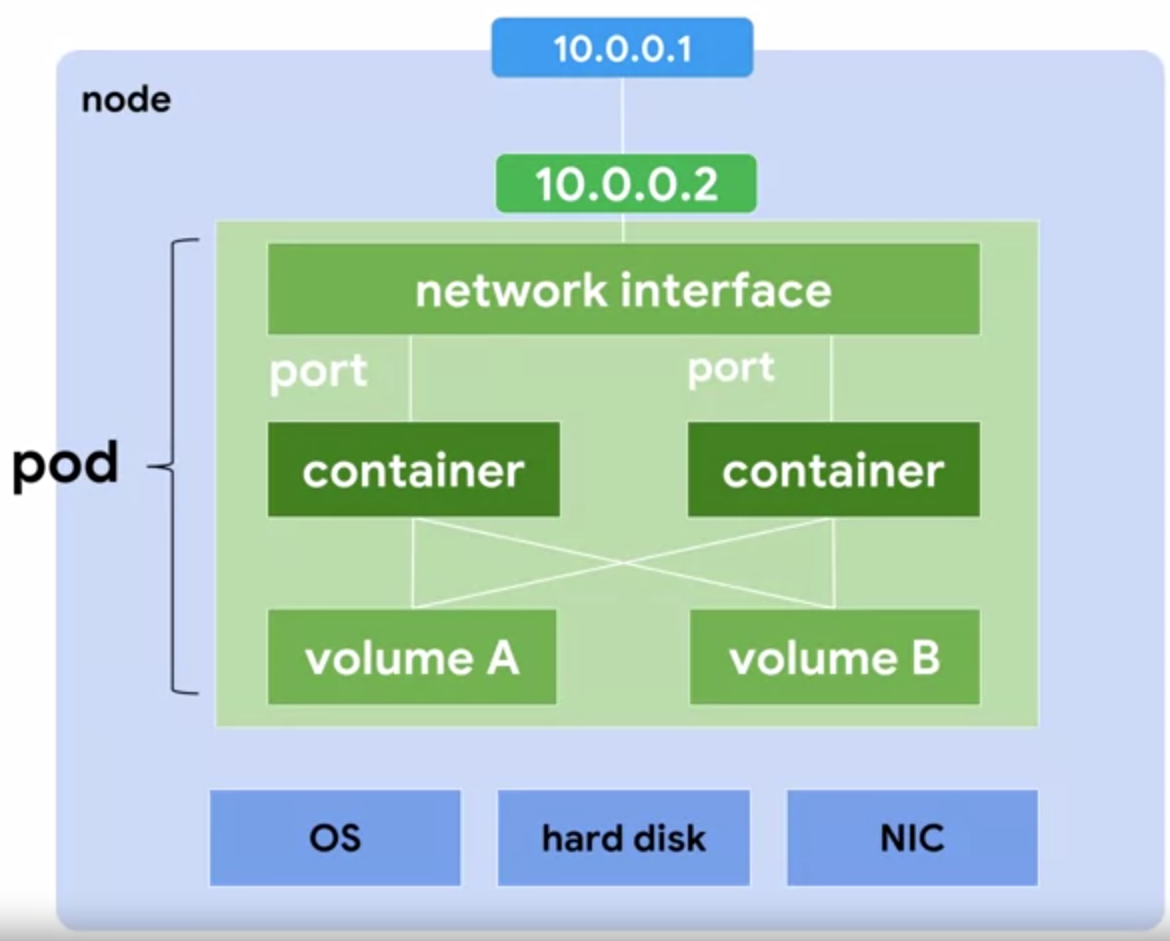 10.0.0.1
node
10.0.0.2
network interface
port
port
pod
container
container
volume A
volume B
OS
hard disk
NIC